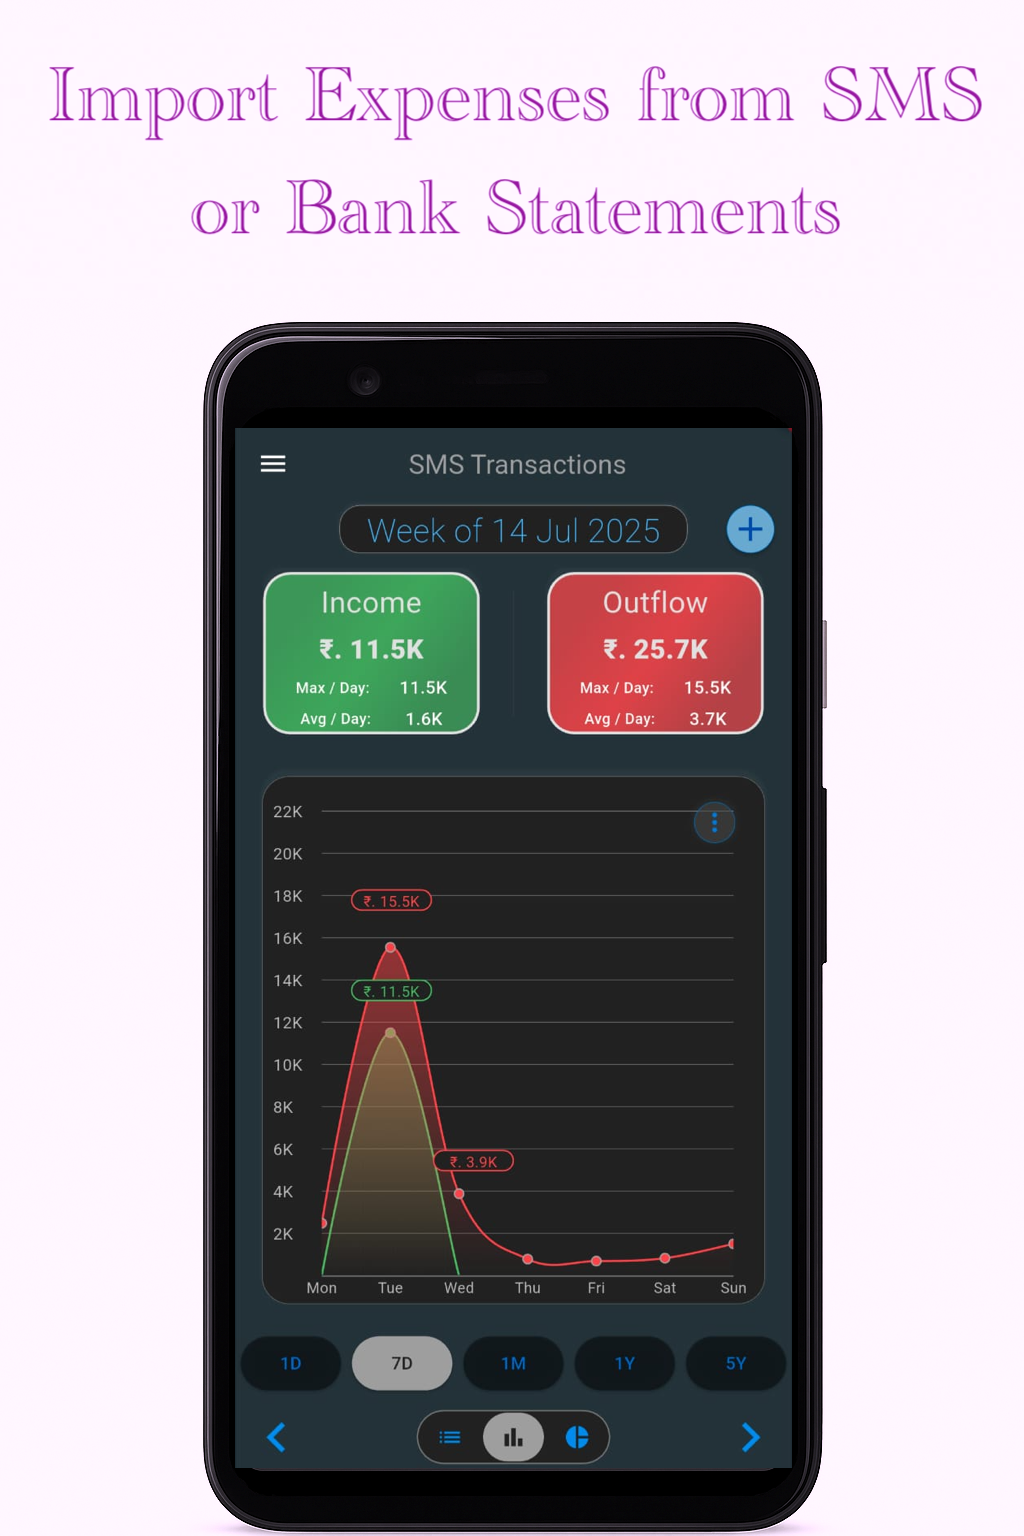 Import Expenses from SMS
or Bank Statements
SMS Transactions
Week of 14 Jul 2025
Income
₹. 11.5K
Max / Day: 11.5K
Avg / Day: 1.6K
Outflow
₹. 25.7K
Max / Day: 15.5K
Avg / Day: 3.7K
22K
20K
18K
₹. 15.5K
16K
14K
₹. 11.5K
12K
10K
8K
6K
₹. 3.9K
4K
2K
Mon Tue Wed Thu Fri Sat Sun
1D 7D 1M 1Y 5Y